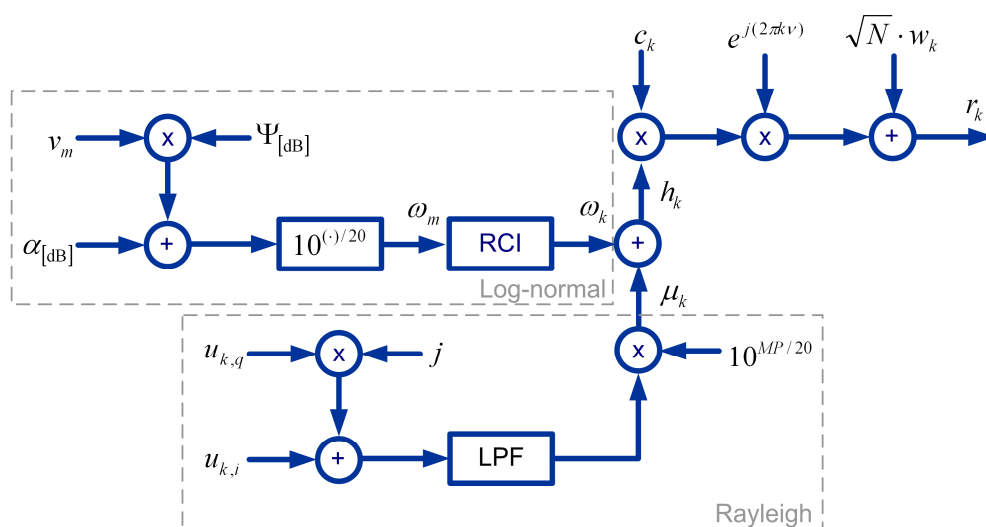 c_k
e^{j(2πkν)}
√N · w_k
v_m
x
Ψ_[dB]
x
x
+
r_k
h_k
α_[dB]
+
10^{(·)/20}
ω_m
RCI
ω_k
+
Log-normal
μ_k
u_{k,q}
x
j
x
10^{MP/20}
u_{k,i}
+
LPF
Rayleigh